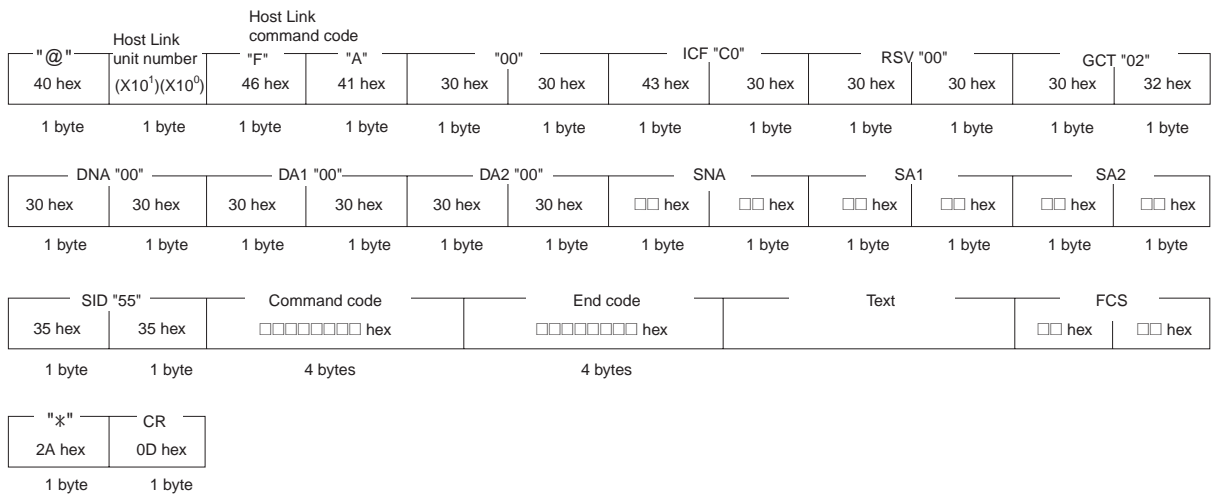 Host Link
command code
"@" Host Link
unit number "F" "A" "00" ICF "C0" RSV "00" GCT "02"
40 hex (X10¹)(X10⁰) 46 hex 41 hex 30 hex 30 hex 43 hex 30 hex 30 hex 30 hex 30 hex 32 hex
1 byte 1 byte 1 byte 1 byte 1 byte 1 byte 1 byte 1 byte 1 byte 1 byte 1 byte 1 byte
DNA "00" DA1 "00" DA2 "00" SNA SA1 SA2
30 hex 30 hex 30 hex 30 hex 30 hex 30 hex □□ hex □□ hex □□ hex □□ hex □□ hex □□ hex
1 byte 1 byte 1 byte 1 byte 1 byte 1 byte 1 byte 1 byte 1 byte 1 byte 1 byte 1 byte
SID "55" Command code End code Text FCS
35 hex 35 hex □□□□□□□□ hex □□□□□□□□ hex □□ hex □□ hex
1 byte 1 byte 4 bytes 4 bytes
"*" CR
2A hex 0D hex
1 byte 1 byte